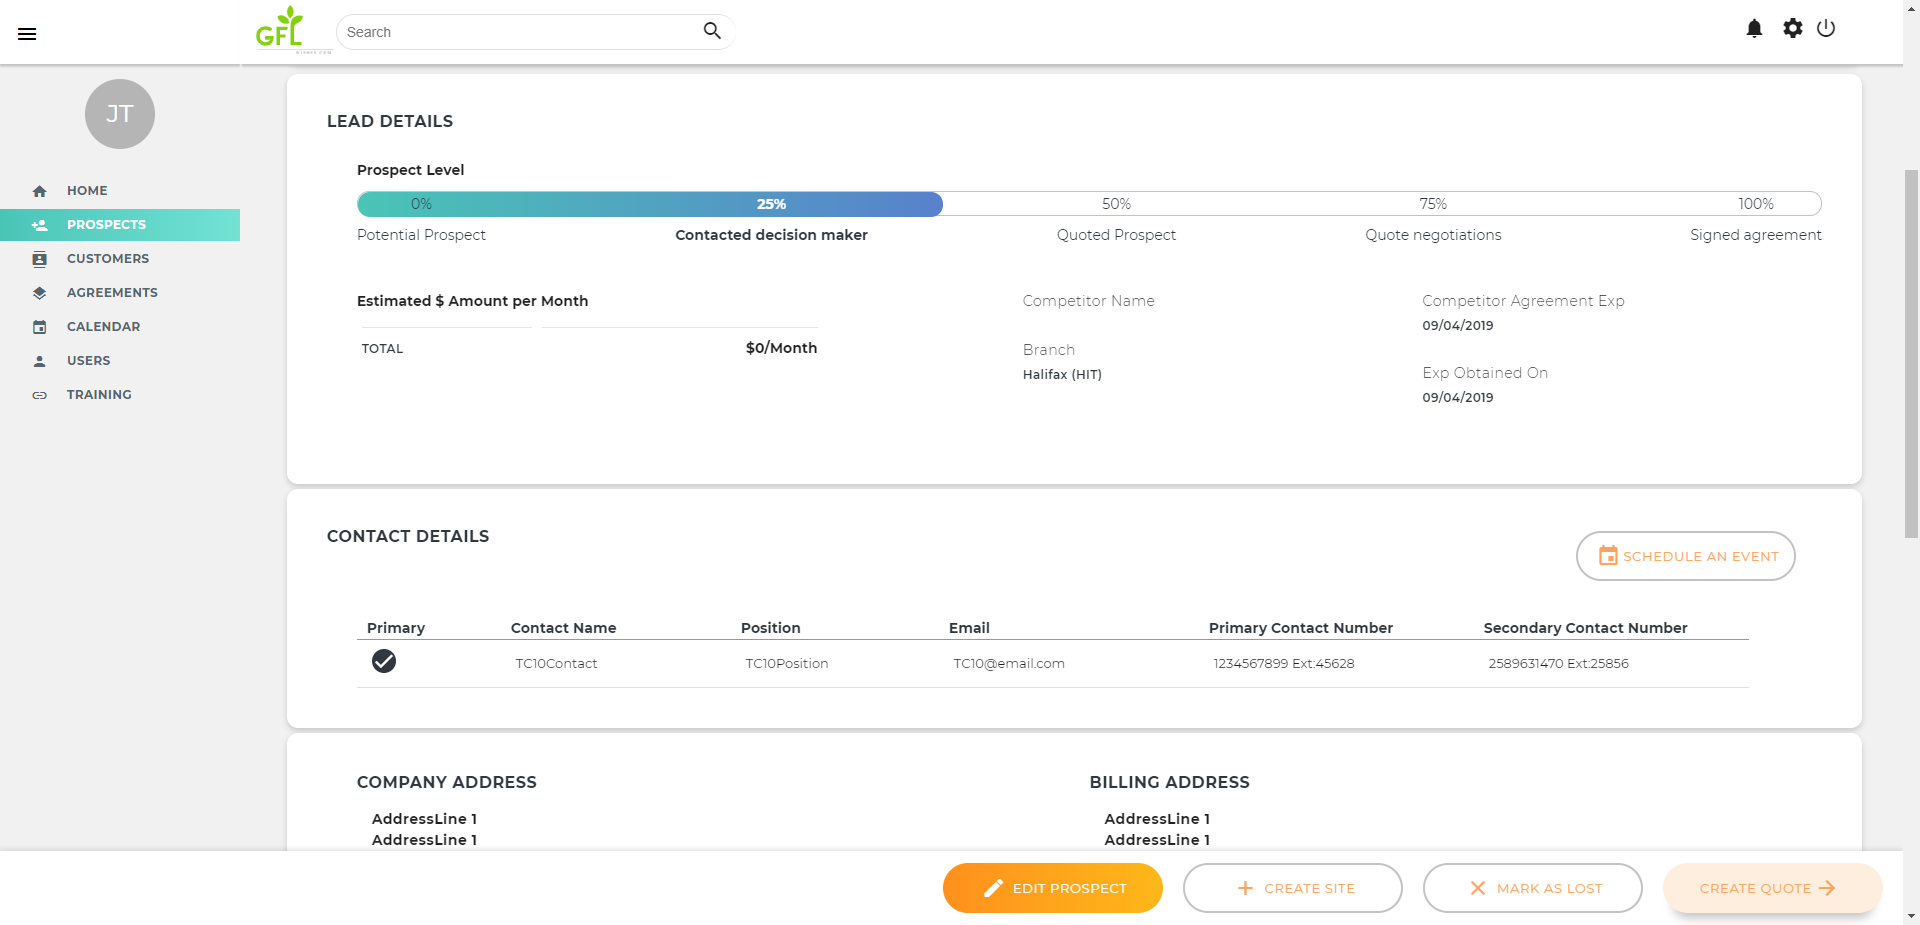 GFL
Search
JT
HOME
PROSPECTS
CUSTOMERS
AGREEMENTS
CALENDAR
USERS
TRAINING
LEAD DETAILS
Prospect Level
0% 25% 50% 75% 100%
Potential Prospect Contacted decision maker Quoted Prospect Quote negotiations Signed agreement
Estimated $ Amount per Month
TOTAL $0/Month
Competitor Name
Branch
Halifax (HIT)
Competitor Agreement Exp
09/04/2019
Exp Obtained On
09/04/2019
CONTACT DETAILS
SCHEDULE AN EVENT
Primary Contact Name Position Email Primary Contact Number Secondary Contact Number
TC10Contact TC10Position TC10@email.com 1234567899 Ext:45628 2589631470 Ext:25856
COMPANY ADDRESS
AddressLine 1
AddressLine 1
BILLING ADDRESS
AddressLine 1
AddressLine 1
EDIT PROSPECT
CREATE SITE
MARK AS LOST
CREATE QUOTE